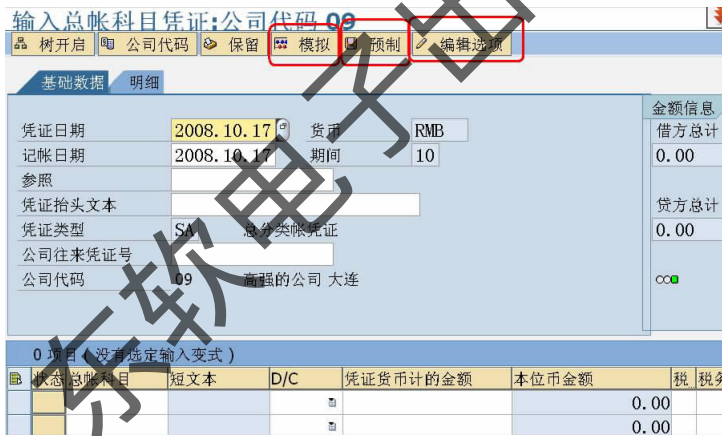 输入总帐科目凭证:公司代码 09
树开启 公司代码 保留 模拟 预制 编辑选项
基础数据 明细
金额信息
凭证日期 2008.10.17 货币 RMB 借方总计
记帐日期 2008.10.17 期间 10 0.00
参照
凭证抬头文本 贷方总计
凭证类型 SA 总分类帐凭证 0.00
公司往来凭证号
公司代码 09 高强的公司 大连
0 项目(没有选定输入变式)
状态 总帐科目 短文本 D/C 凭证货币计的金额 本位币金额 税 税务
0.00
0.00
东软电子出